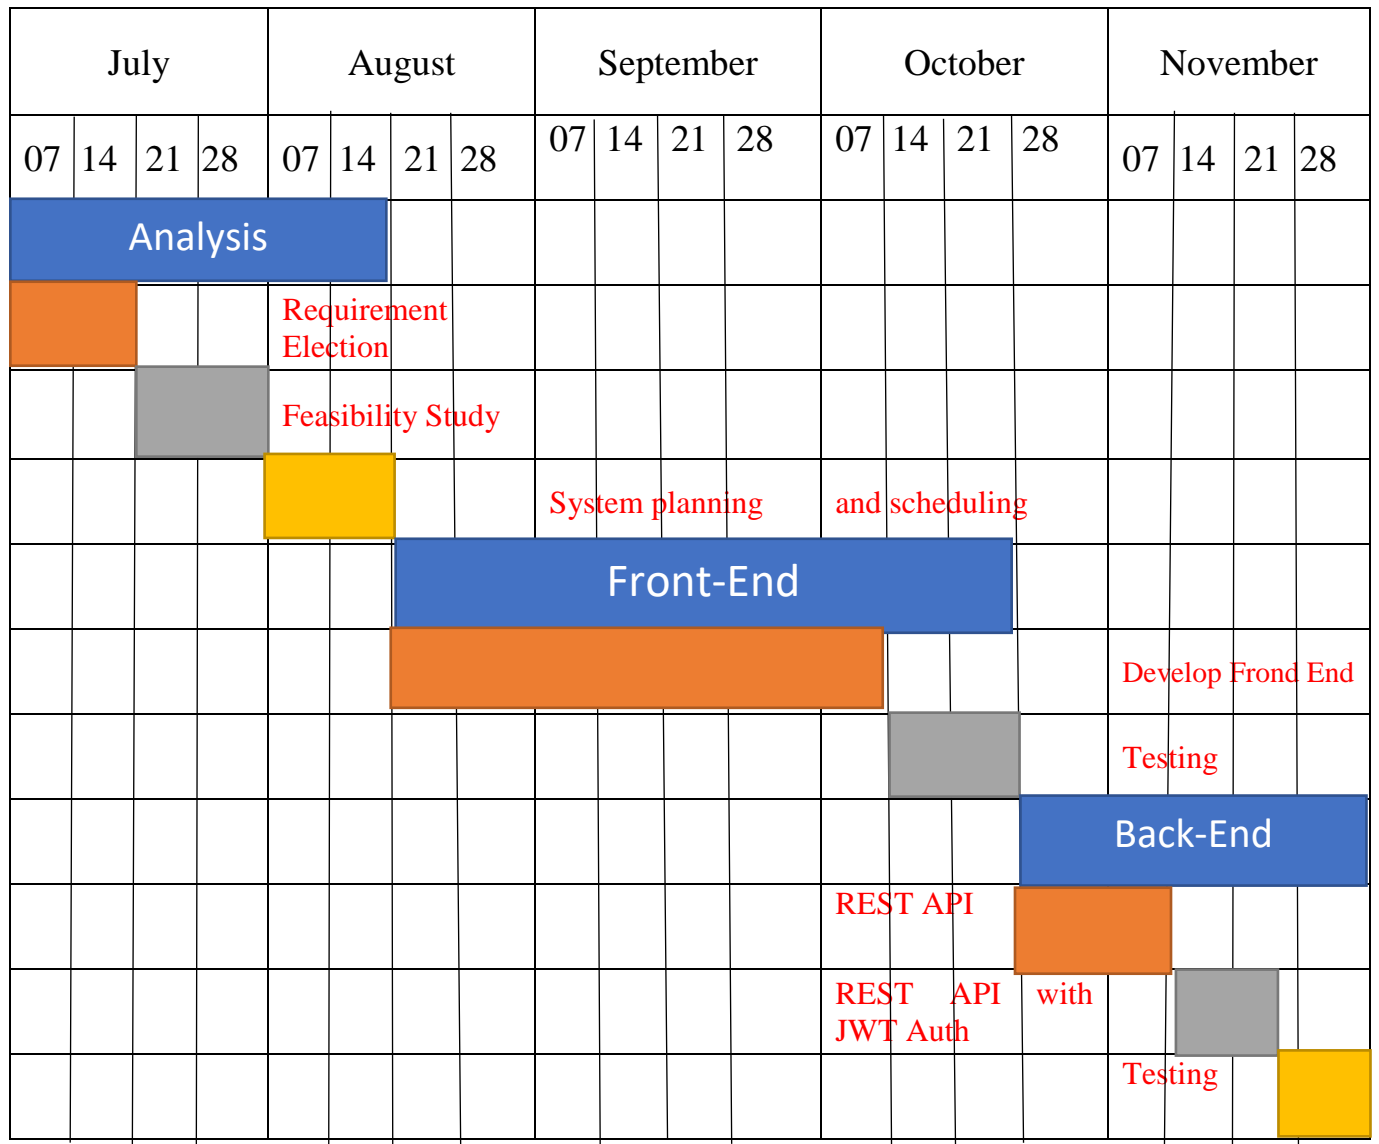 July August September October November
07 14 21 28 07 14 21 28 07 14 21 28 07 14 21 28 07 14 21 28
Analysis
Requirement
Election
Feasibility Study
System planning and scheduling
Front-End
Develop Frond End
Testing
Back-End
REST API
REST API with
JWT Auth
Testing